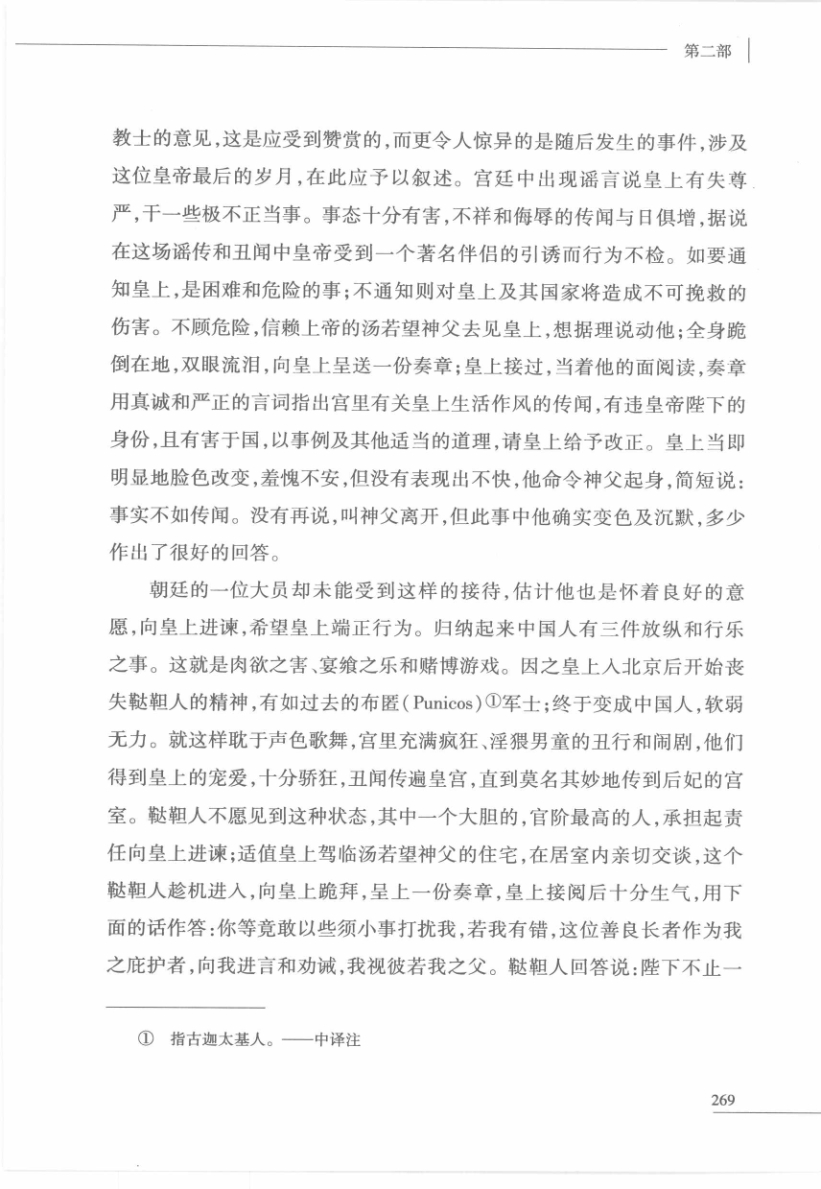 第二部
教士的意见,这是应受到赞赏的,而更令人惊异的是随后发生的事件,涉及
这位皇帝最后的岁月,在此应予以叙述。宫廷中出现谣言说皇上有失尊
严,干一些极不正当事。事态十分有害,不祥和侮辱的传闻与日俱增,据说
在这场谣传和丑闻中皇帝受到一个著名伴侣的引诱而行为不检。如要通
知皇上,是困难和危险的事;不通知则对皇上及其国家将造成不可挽救的
伤害。不顾危险,信赖上帝的汤若望神父去见皇上,想据理说动他;全身跪
倒在地,双眼流泪,向皇上呈送一份奏章;皇上接过,当着他的面阅读,奏章
用真诚和严正的言词指出宫里有关皇上生活作风的传闻,有违皇帝陛下的
身份,且有害于国,以事例及其他适当的道理,请皇上给予改正。皇上当即
明显地脸色改变,羞愧不安,但没有表现出不快,他命令神父起身,简短说:
事实不如传闻。没有再说,叫神父离开,但此事中他确实变色及沉默,多少
作出了很好的回答。
朝廷的一位大员却未能受到这样的接待,估计他也是怀着良好的意
愿,向皇上进谏,希望皇上端正行为。归纳起来中国人有三件放纵和行乐
之事。这就是肉欲之害、宴飨之乐和赌博游戏。因之皇上入北京后开始丧
失鞑靼人的精神,有如过去的布匿(Punicos)①军士;终于变成中国人,软弱
无力。就这样耽于声色歌舞,宫里充满疯狂、淫猥男童的丑行和闹剧,他们
得到皇上的宠爱,十分骄狂,丑闻传遍皇宫,直到莫名其妙地传到后妃的宫
室。鞑靼人不愿见到这种状态,其中一个大胆的,官阶最高的人,承担起责
任向皇上进谏;适值皇上驾临汤若望神父的住宅,在居室内亲切交谈,这个
鞑靼人趁机进入,向皇上跪拜,呈上一份奏章,皇上接阅后十分生气,用下
面的话作答:你等竟敢以些须小事打扰我,若我有错,这位善良长者作为我
之庇护者,向我进言和劝诫,我视彼若我之父。鞑靼人回答说:陛下不止一
① 指古迦太基人。——中译注
269